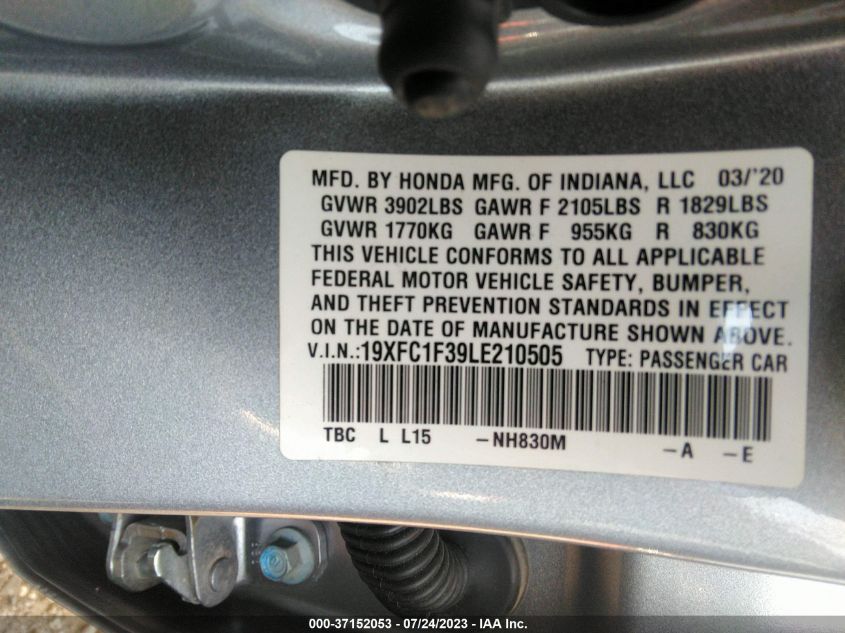 MFD. BY HONDA MFG. OF INDIANA, LLC 03/'20
GVWR 3902LBS GAWR F 2105LBS R 1829LBS
GVWR 1770KG GAWR F 955KG R 830KG
THIS VEHICLE CONFORMS TO ALL APPLICABLE
FEDERAL MOTOR VEHICLE SAFETY, BUMPER,
AND THEFT PREVENTION STANDARDS IN EFFECT
ON THE DATE OF MANUFACTURE SHOWN ABOVE.
V.I.N.:19XFC1F39LE210505 TYPE: PASSENGER CAR
TBC L L15 -NH830M -A -E
000-37152053 / 07/24/2023 - IAA Inc.